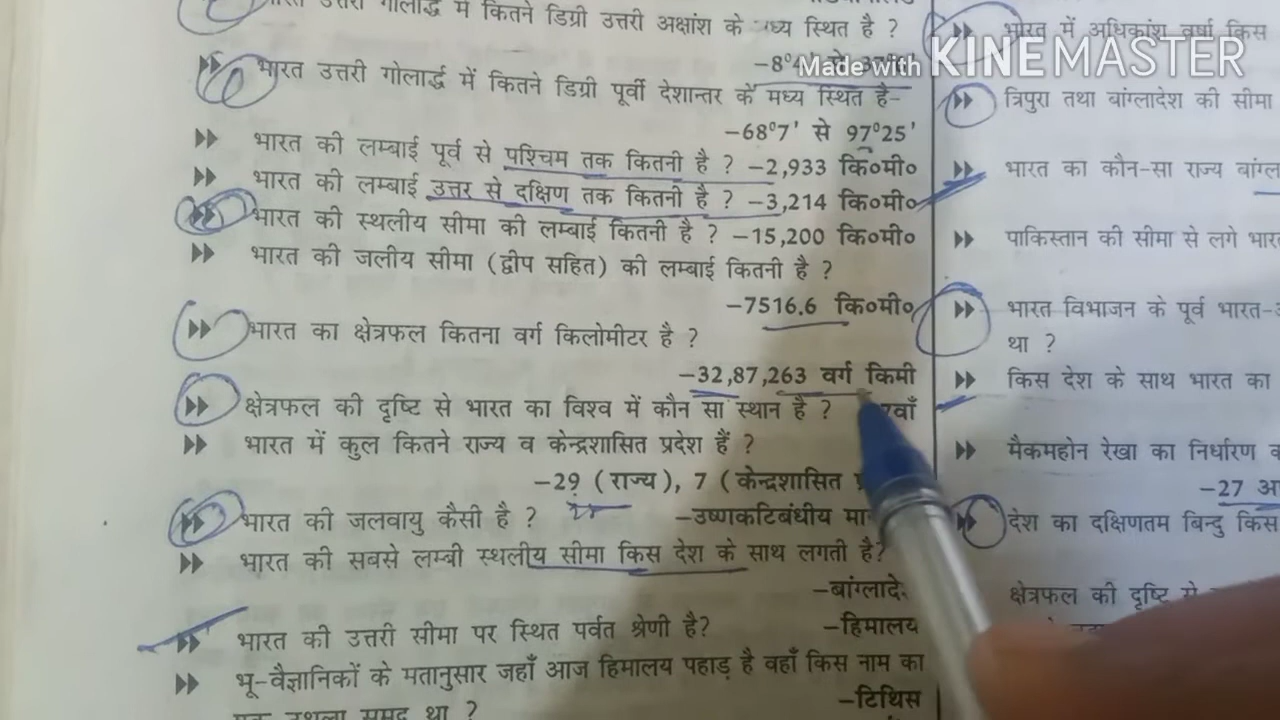 भारत उत्तरी गोलार्द्ध में कितने डिग्री उत्तरी अक्षांश के मध्य स्थित है ?
-8°4'
भारत उत्तरी गोलार्द्ध में कितने डिग्री पूर्वी देशान्तर के मध्य स्थित है-
-68°7' से 97°25'
भारत की लम्बाई पूर्व से पश्चिम तक कितनी है ? -2,933 कि०मी०
भारत की लम्बाई उत्तर से दक्षिण तक कितनी है ? -3,214 कि०मी०
भारत की स्थलीय सीमा की लम्बाई कितनी है ? -15,200 कि०मी०
भारत की जलीय सीमा (द्वीप सहित) की लम्बाई कितनी है ?
-7516.6 कि०मी०
भारत का क्षेत्रफल कितना वर्ग किलोमीटर है ?
-32,87,263 वर्ग किमी
क्षेत्रफल की दृष्टि से भारत का विश्व में कौन सा स्थान है ?
भारत में कुल कितने राज्य व केन्द्रशासित प्रदेश हैं ?
-29 (राज्य), 7 (केन्द्रशासित
भारत की जलवायु कैसी है ? -उष्णकटिबंधीय
भारत की सबसे लम्बी स्थलीय सीमा किस देश के साथ लगती है?
-बांग्लादे
भारत की उत्तरी सीमा पर स्थित पर्वत श्रेणी है? -हिमालय
भू-वैज्ञानिकों के मतानुसार जहाँ आज हिमालय पहाड़ है वहाँ किस नाम का
-टिथिस
था ?
Made with KINEMASTER
भारत में अधिकांश वर्षा किस
त्रिपुरा तथा बांग्लादेश की सीमा
भारत का कौन-सा राज्य बांग्ल
पाकिस्तान की सीमा से लगे भार
भारत विभाजन के पूर्व भारत-
था ?
किस देश के साथ भारत का
मैकमहोन रेखा का निर्धारण
-27 अ
देश का दक्षिणतम बिन्दु किस
क्षेत्रफल की दृष्टि से